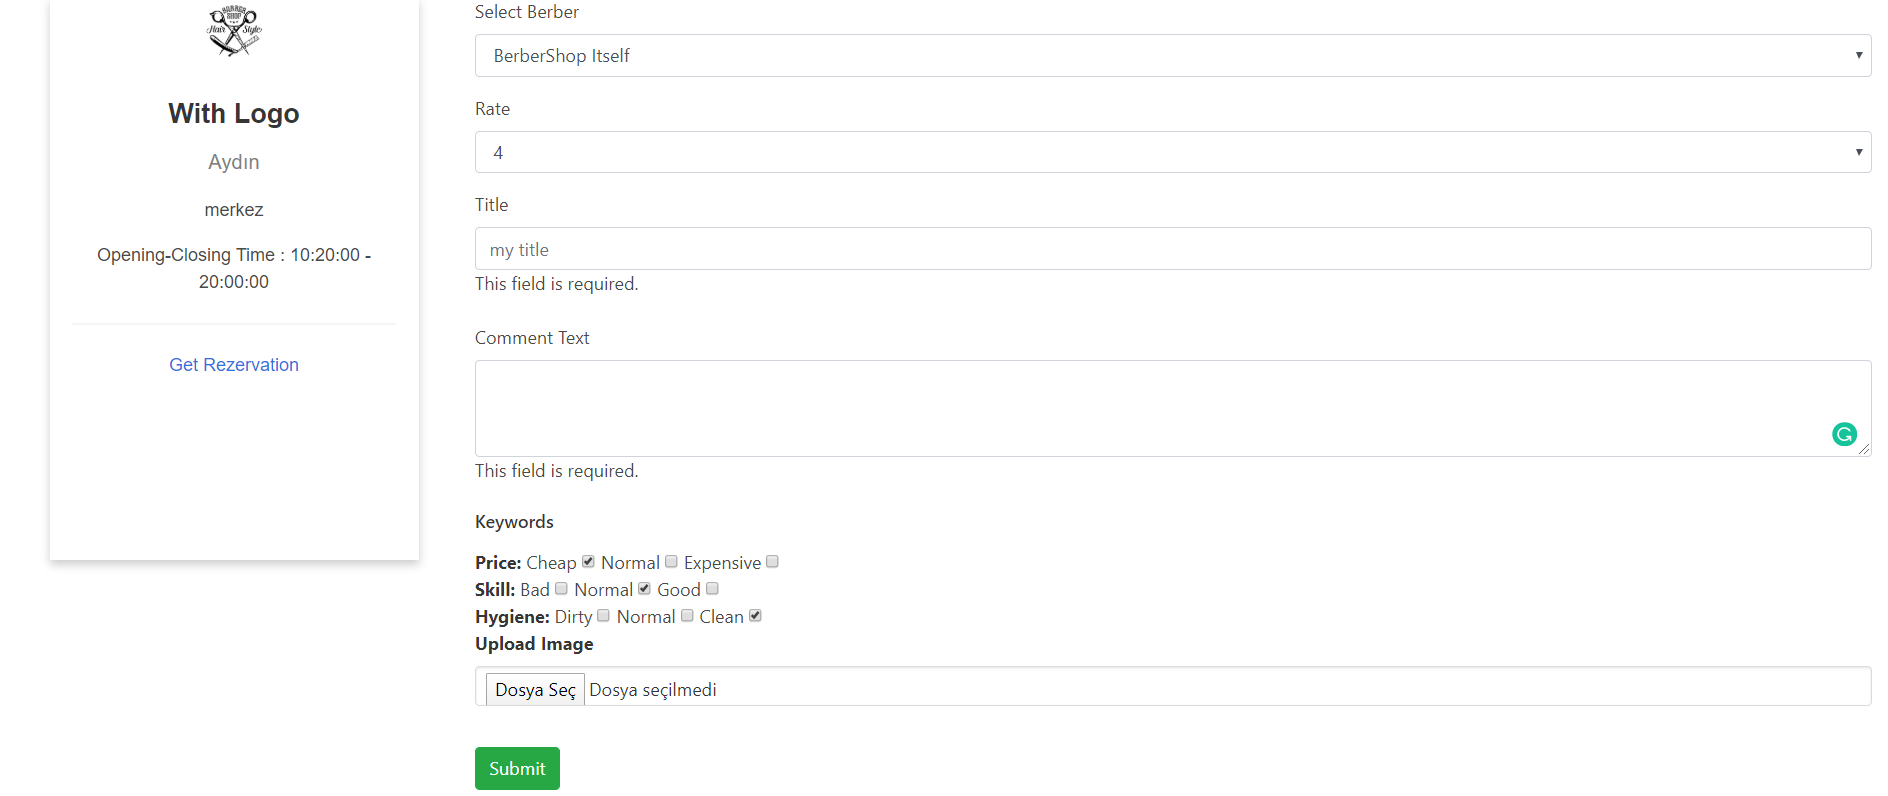 BARBER
SHOP
Hair Style
With Logo
Aydın
merkez
Opening-Closing Time : 10:20:00 -
20:00:00
Get Rezervation
Select Berber
BerberShop Itself
Rate
4
Title
my title
This field is required.
Comment Text
This field is required.
Keywords
Price: Cheap Normal Expensive
Skill: Bad Normal Good
Hygiene: Dirty Normal Clean
Upload Image
Dosya Seç Dosya seçilmedi
Submit